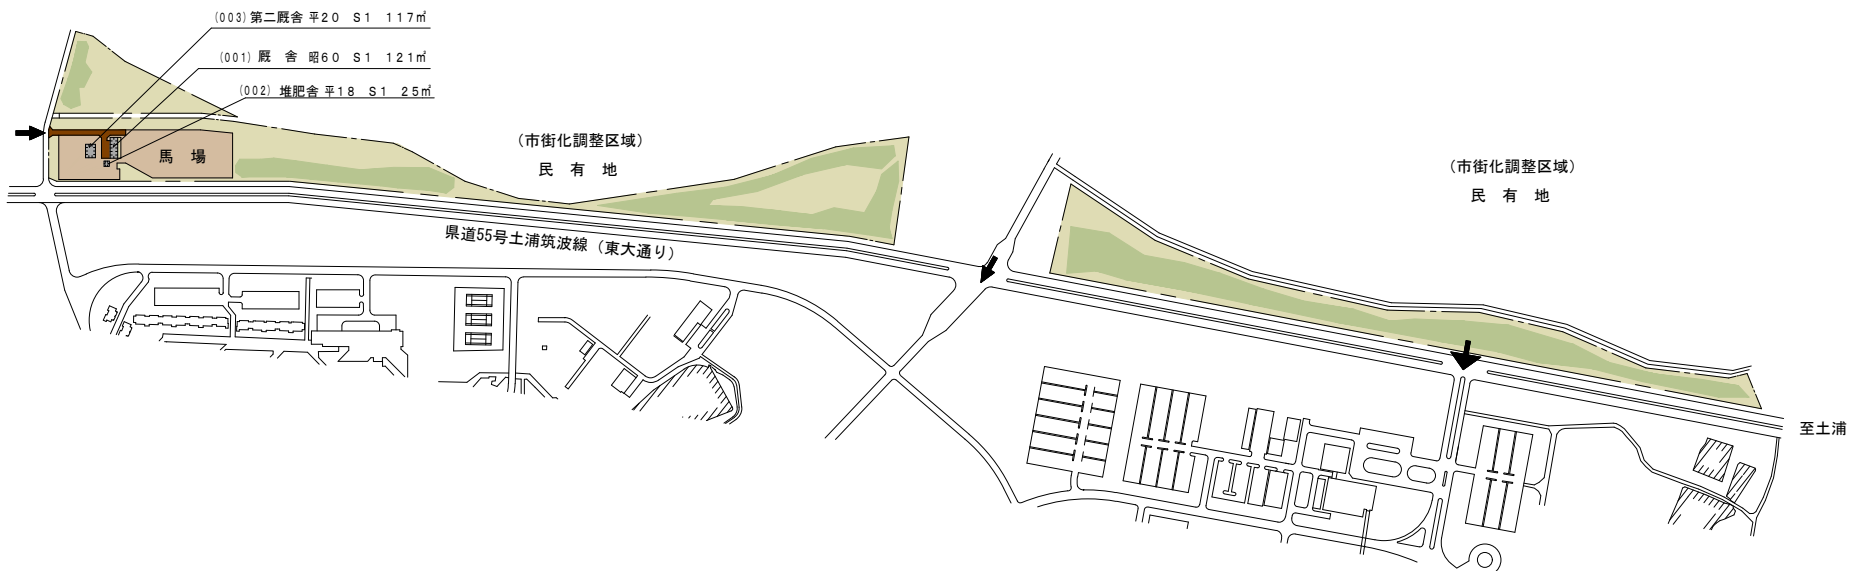 (003) 第二厩舎 平20 S1 117㎡
(001) 厩 舎 昭60 S1 121㎡
(002) 堆肥舎 平18 S1 25㎡
馬 場
(市街化調整区域)
民 有 地
(市街化調整区域)
民 有 地
県道55号土浦筑波線 (東大通り)
至土浦